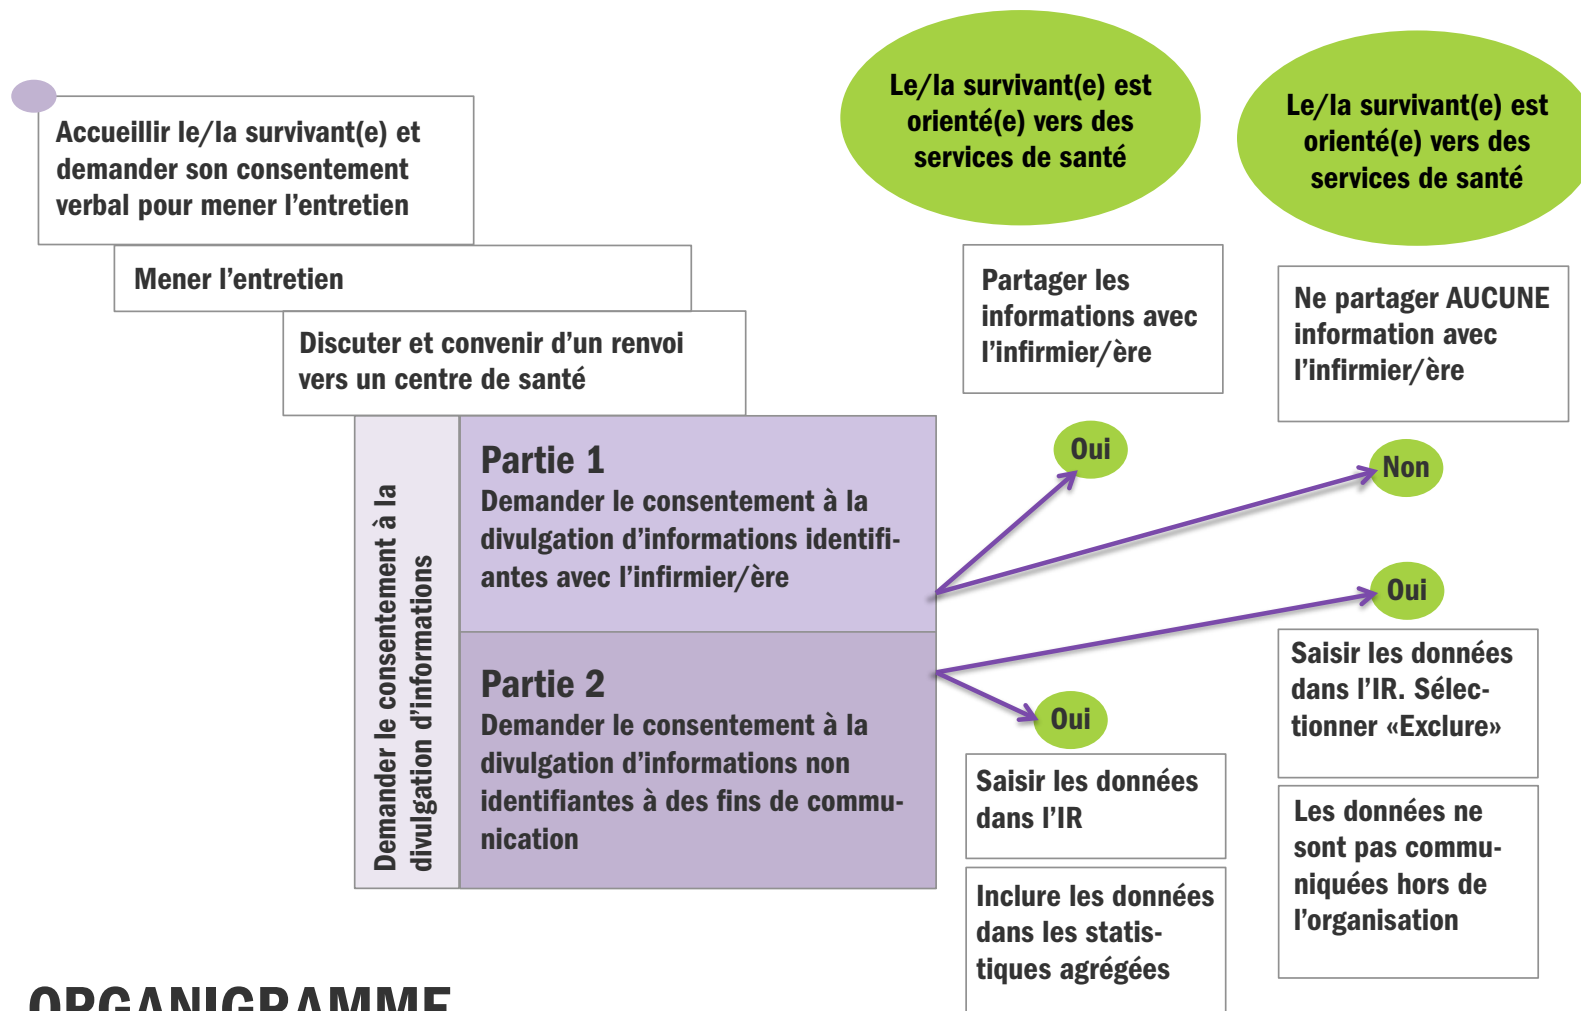 Accueillir le/la survivant(e) et
demander son consentement
verbal pour mener l’entretien
Mener l’entretien
Discuter et convenir d’un renvoi
vers un centre de santé
Demander le consentement à la
divulgation d’informations
Partie 1
Demander le consentement à la
divulgation d’informations identifi-
antes avec l’infirmier/ère
Partie 2
Demander le consentement à la
divulgation d’informations non
identifiantes à des fins de commu-
nication
Le/la survivant(e) est
orienté(e) vers des
services de santé
Partager les
informations avec
l’infirmier/ère
Oui
Oui
Saisir les données
dans l’IR
Inclure les données
dans les statis-
tiques agrégées
Le/la survivant(e) est
orienté(e) vers des
services de santé
Ne partager AUCUNE
information avec
l’infirmier/ère
Non
Oui
Saisir les données
dans l’IR. Sélec-
tionner «Exclure»
Les données ne
sont pas commu-
niquées hors de
l’organisation
ORGANIGRAMME